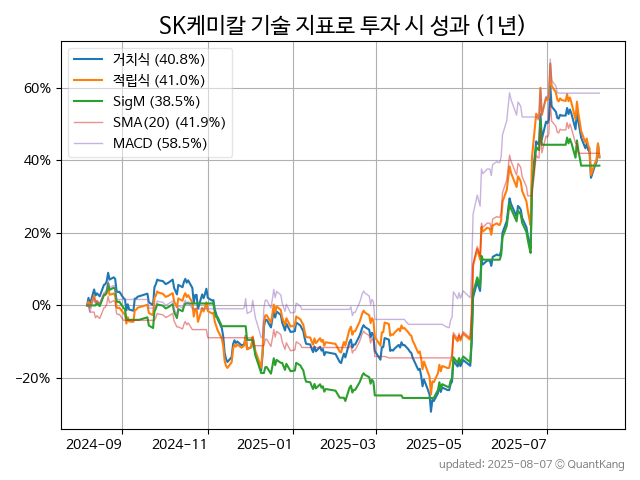 SK케미칼 기술 지표로 투자 시 성과 (1년)
거치식 (40.8%)
적립식 (41.0%)
SigM (38.5%)
SMA(20) (41.9%)
MACD (58.5%)
60%
40%
20%
0%
−20%
2024-09 2024-11 2025-01 2025-03 2025-05 2025-07
updated: 2025-08-07 © QuantKang